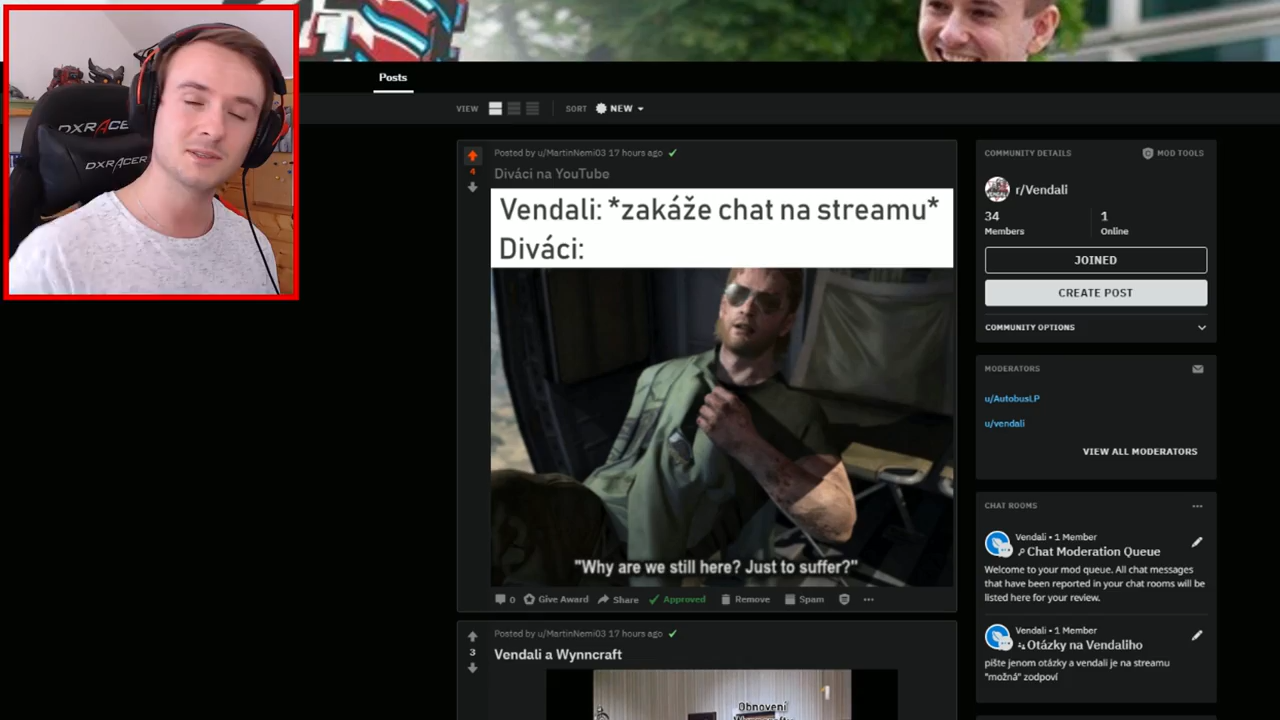 DXRACER
DXRACER
Posts
VIEW
SORT
NEW
Posted by u/MartinNemi03 17 hours ago
4
Diváci na YouTube
Vendali: *zakáže chat na streamu*
Diváci:
"Why are we still here? Just to suffer?"
0
Give Award
Share
Approved
Remove
Spam
Posted by u/MartinNemi03 17 hours ago
3
Vendali a Wynncraft
Obnovení
COMMUNITY DETAILS
MOD TOOLS
r/Vendali
34
1
Members
Online
JOINED
CREATE POST
COMMUNITY OPTIONS
MODERATORS
u/AutobusLP
u/vendali
VIEW ALL MODERATORS
CHAT ROOMS
Vendali • 1 Member
Chat Moderation Queue
Welcome to your mod queue. All chat messages
that have been reported in your chat rooms will be
listed here for your review.
Vendali • 1 Member
Otázky na Vendaliho
pište jenom otázky a vendali je na streamu
"možná" zodpoví